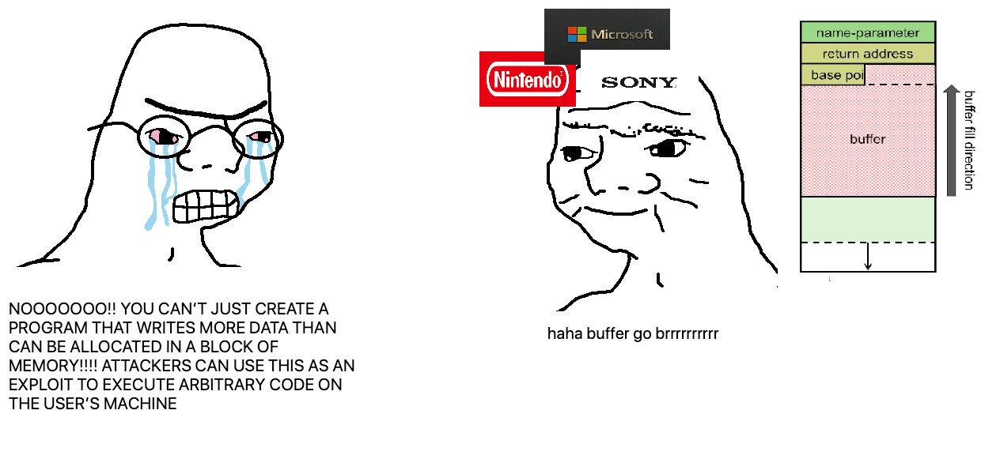 Microsoft
Nintendo
SONY
name-parameter
return address
base poi
buffer
buffer fill direction
NOOOOOOO!! YOU CAN'T JUST CREATE A
PROGRAM THAT WRITES MORE DATA THAN
CAN BE ALLOCATED IN A BLOCK OF
MEMORY!!!! ATTACKERS CAN USE THIS AS AN
EXPLOIT TO EXECUTE ARBITRARY CODE ON
THE USER'S MACHINE
haha buffer go brrrrrrrrrr